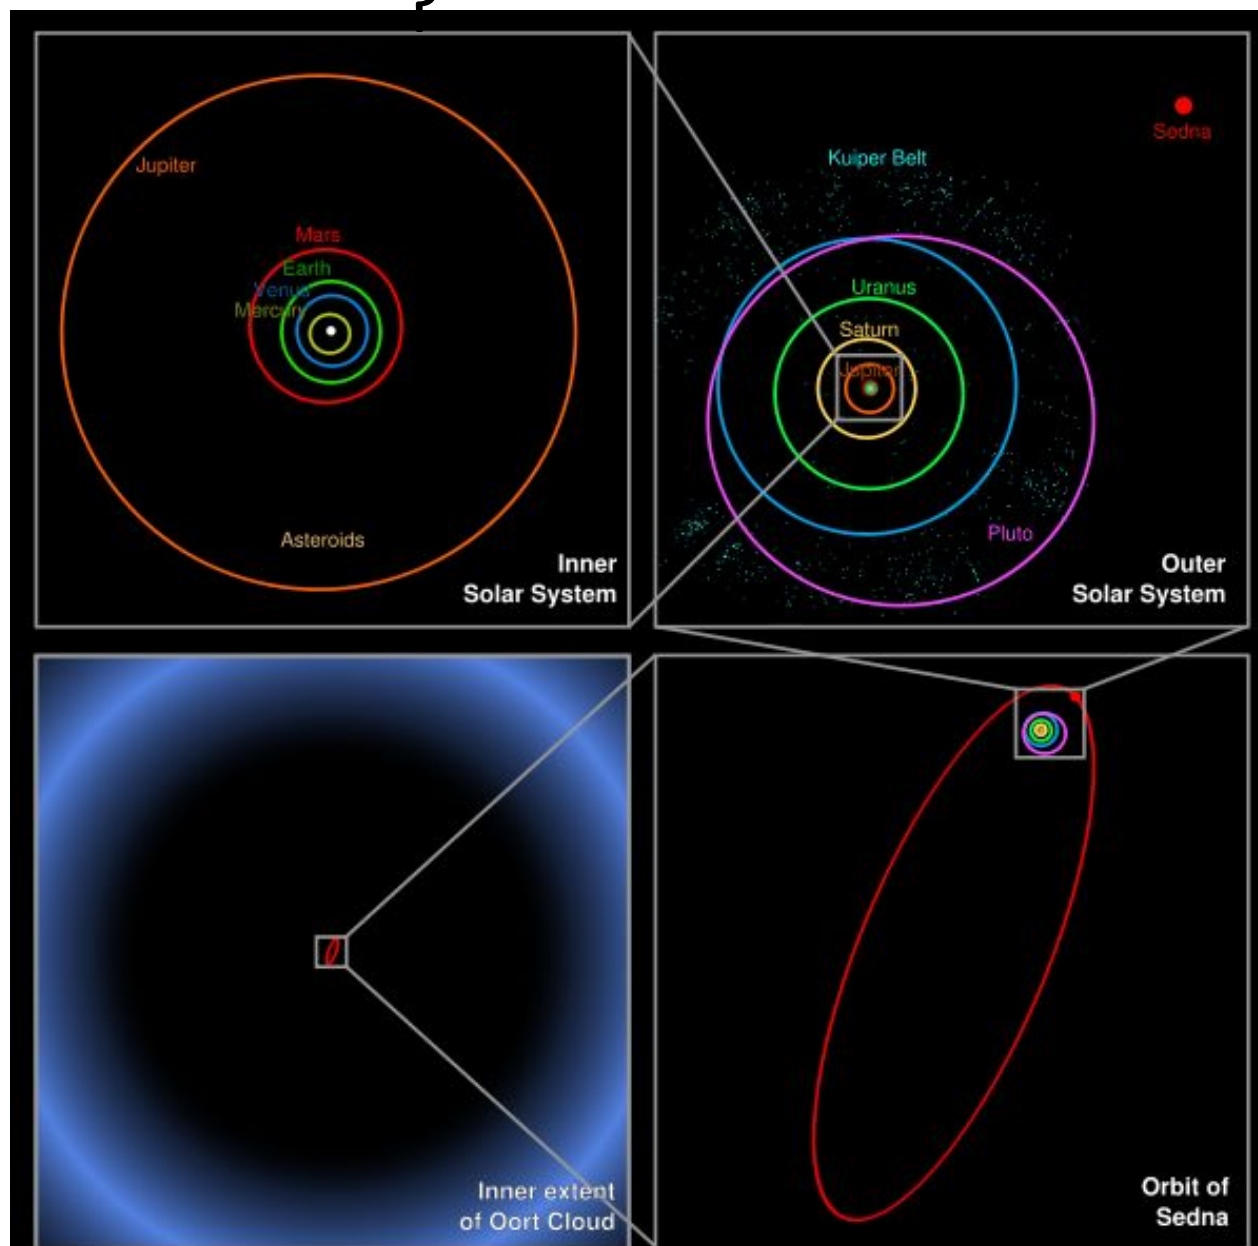 Jupiter
Mars
Earth
Venus
Mercury
Asteroids
Inner
Solar System
Sedna
Kuiper Belt
Uranus
Saturn
Jupiter
Pluto
Outer
Solar System
Inner extent
of Oort Cloud
Orbit of
Sedna